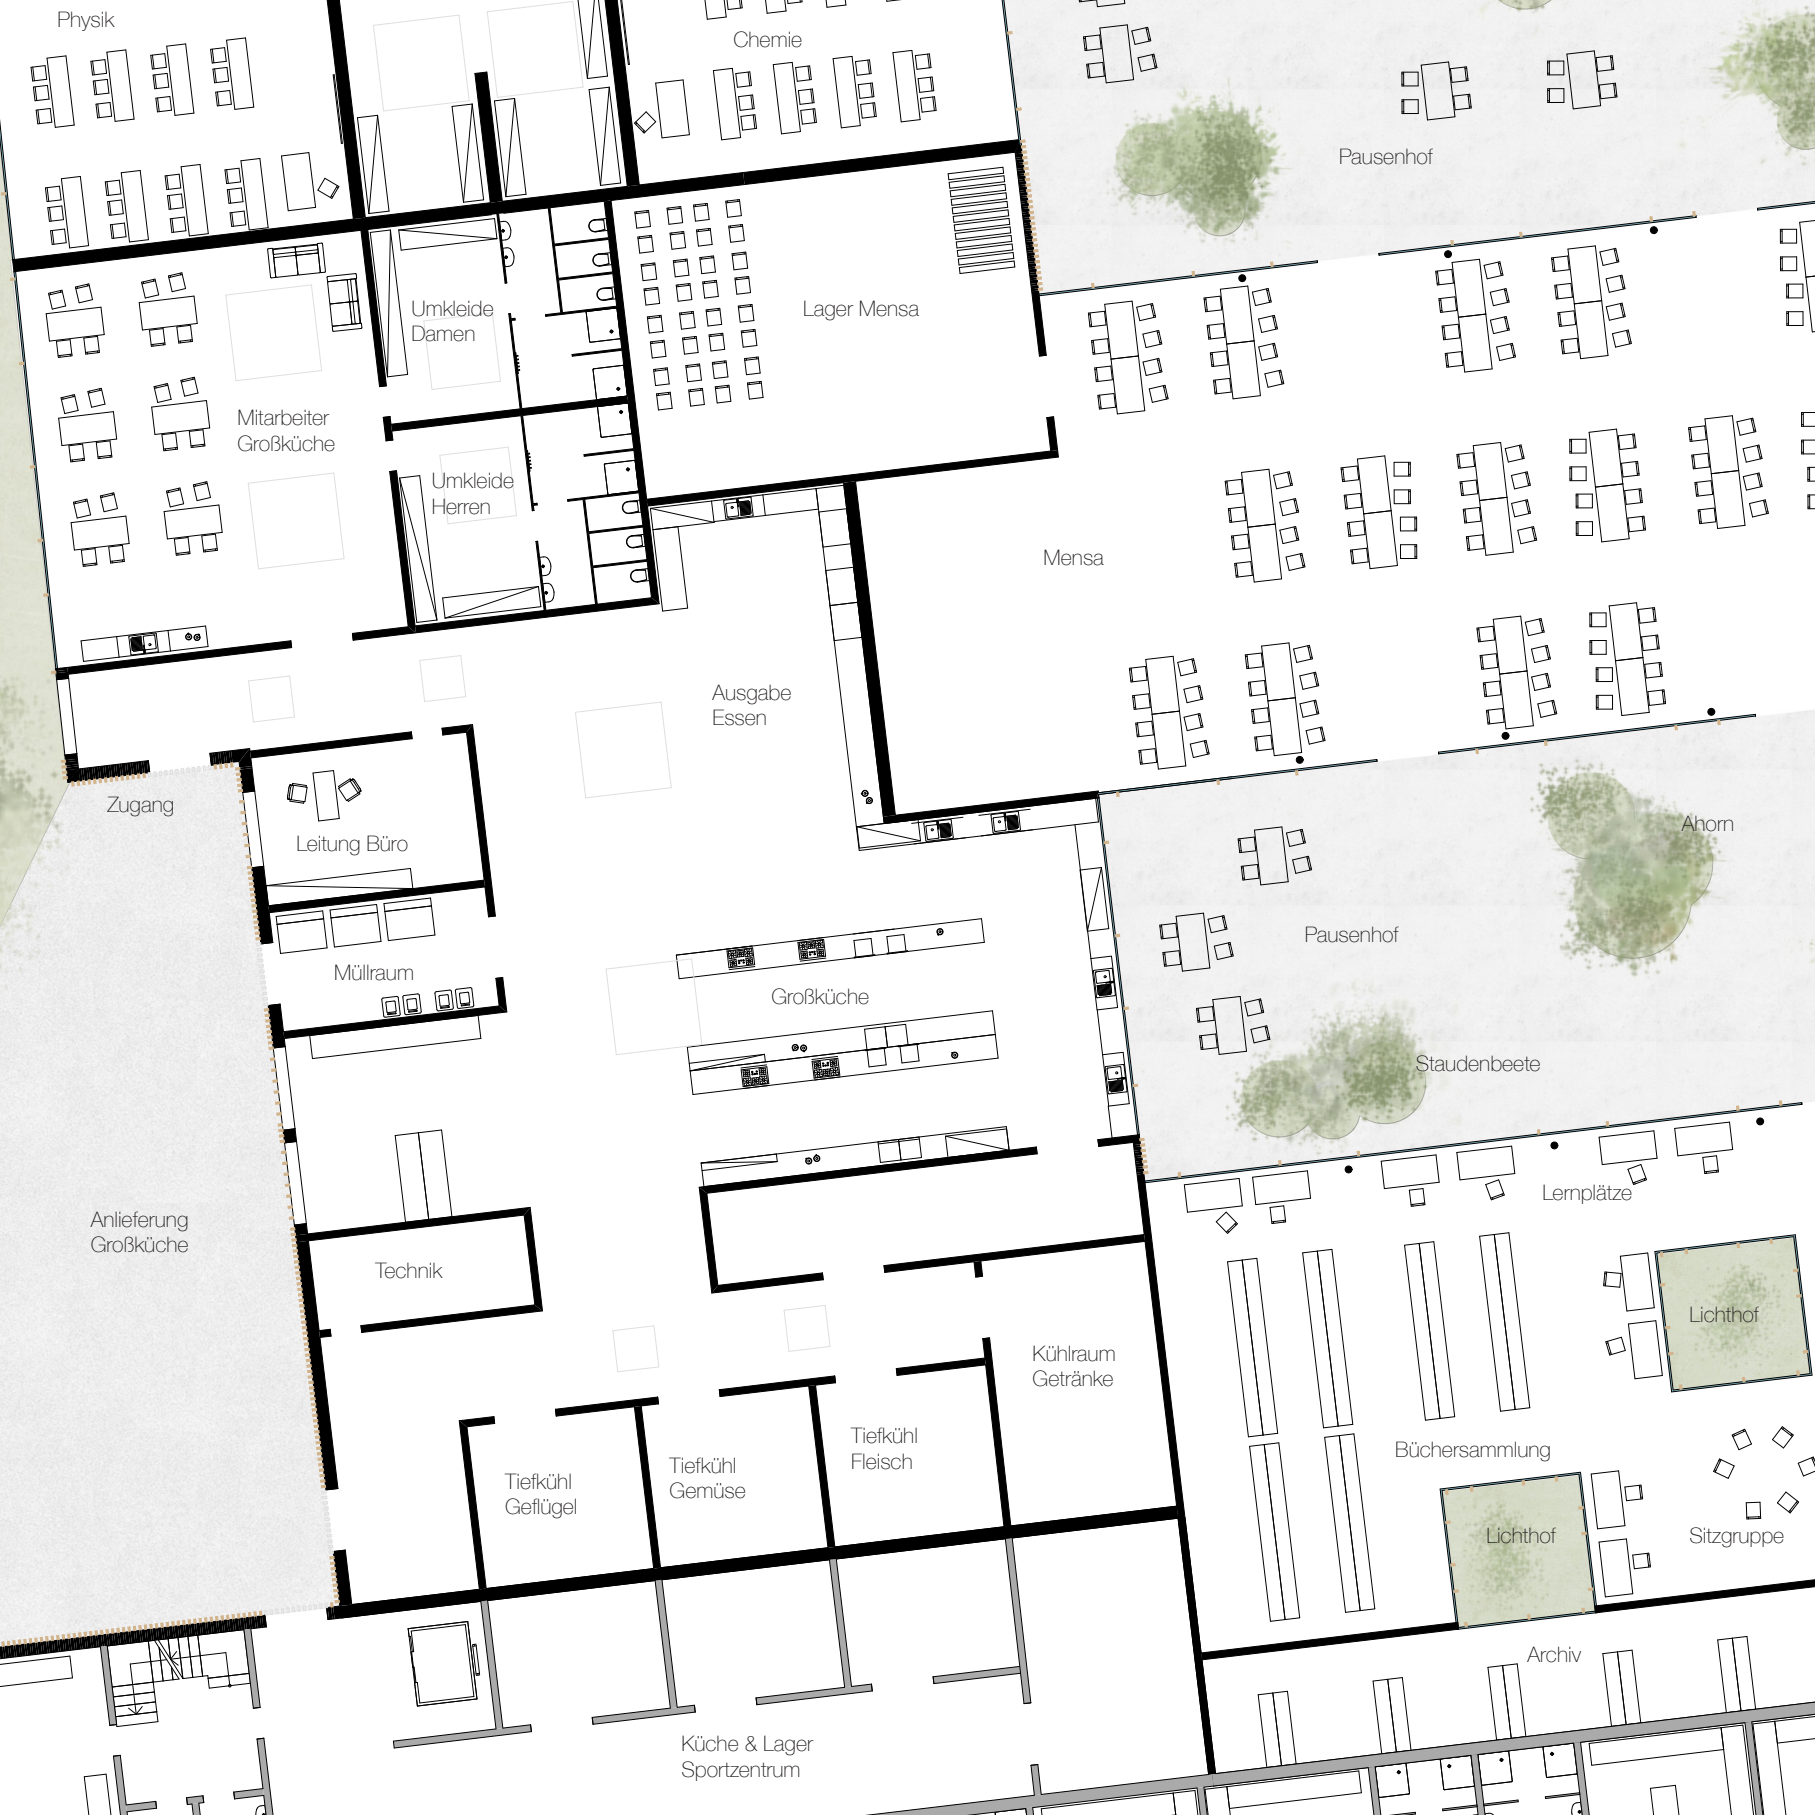 Physik
Chemie
Pausenhof
Umkleide
Damen
Lager Mensa
Mitarbeiter
Großküche
Umkleide
Herren
Mensa
Ausgabe
Essen
Zugang
Leitung Büro
Ahorn
Pausenhof
Müllraum
Großküche
Staudenbeete
Lernplätze
Anlieferung
Großküche
Technik
Lichthof
Kühlraum
Getränke
Tiefkühl
Fleisch
Büchersammlung
Tiefkühl
Gemüse
Tiefkühl
Geflügel
Lichthof
Sitzgruppe
Archiv
Küche & Lager
Sportzentrum